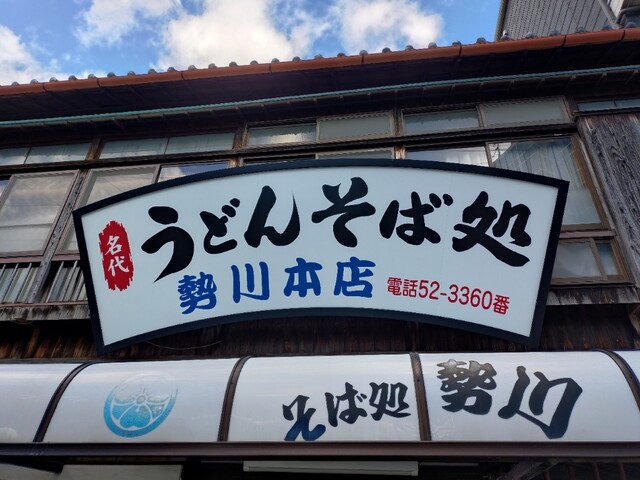 名代
うどんそば処
勢川本店
電話52-3360番
そば処
勢川